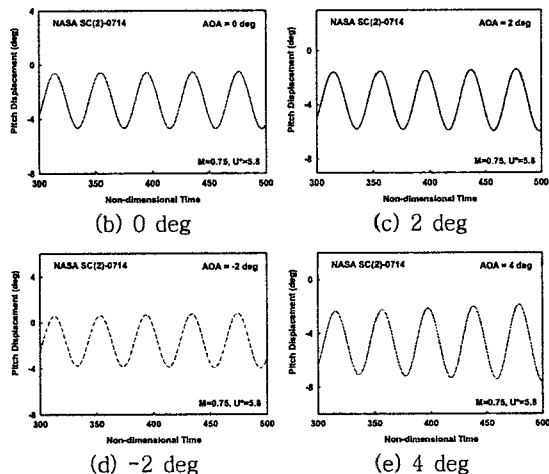 NASA SC(2)-0714 AOA = 0 deg
Pitch Displacement (deg)
4
0
-4
-8
M=0.75, U*=5.8
300 350 400 450 500
Non-dimensional Time
(b) 0 deg
NASA SC(2)-0714 AOA = 2 deg
Pitch Displacement (deg)
0
-4
M=0.75, U*=5.8
300 350 400 450 500
Non-dimensional Time
(c) 2 deg
NASA SC(2)-0714 AOA = -2 deg
Pitch Displacement (deg)
4
0
-4
-8
M=0.75, U*=5.8
300 350 400 450 500
Non-dimensional Time
(d) -2 deg
NASA SC(2)-0714 AOA = 4 deg
Pitch Displacement (deg)
0
-4
-8
M=0.75, U*=5.8
300 350 400 450 500
Non-dimensional Time
(e) 4 deg